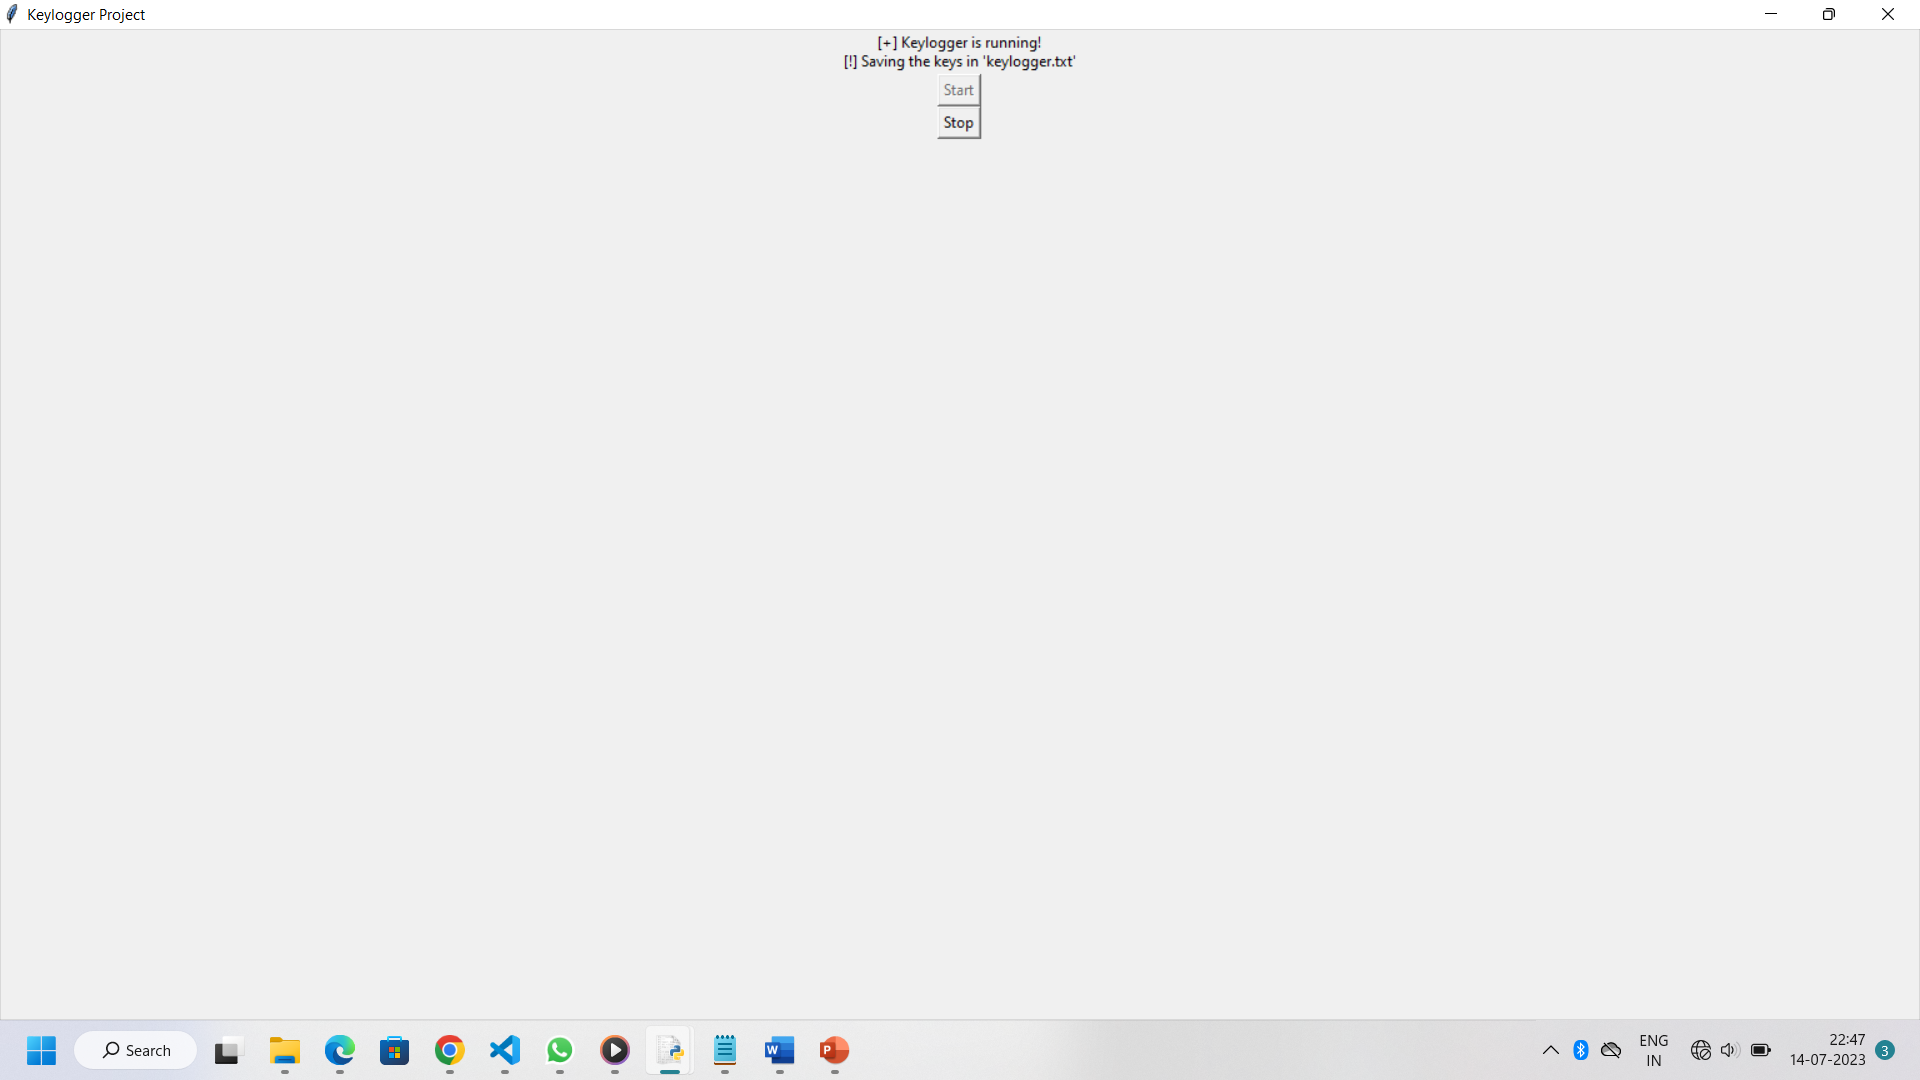 Keylogger Project
[+] Keylogger is running!
[!] Saving the keys in 'keylogger.txt'
Start
Stop
Search
W
P
ENG
IN
22:47
14-07-2023
3